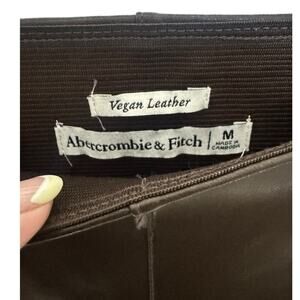 Vegan Leather
Abercrombie & Fitch
M
MADE IN
CAMBODIA